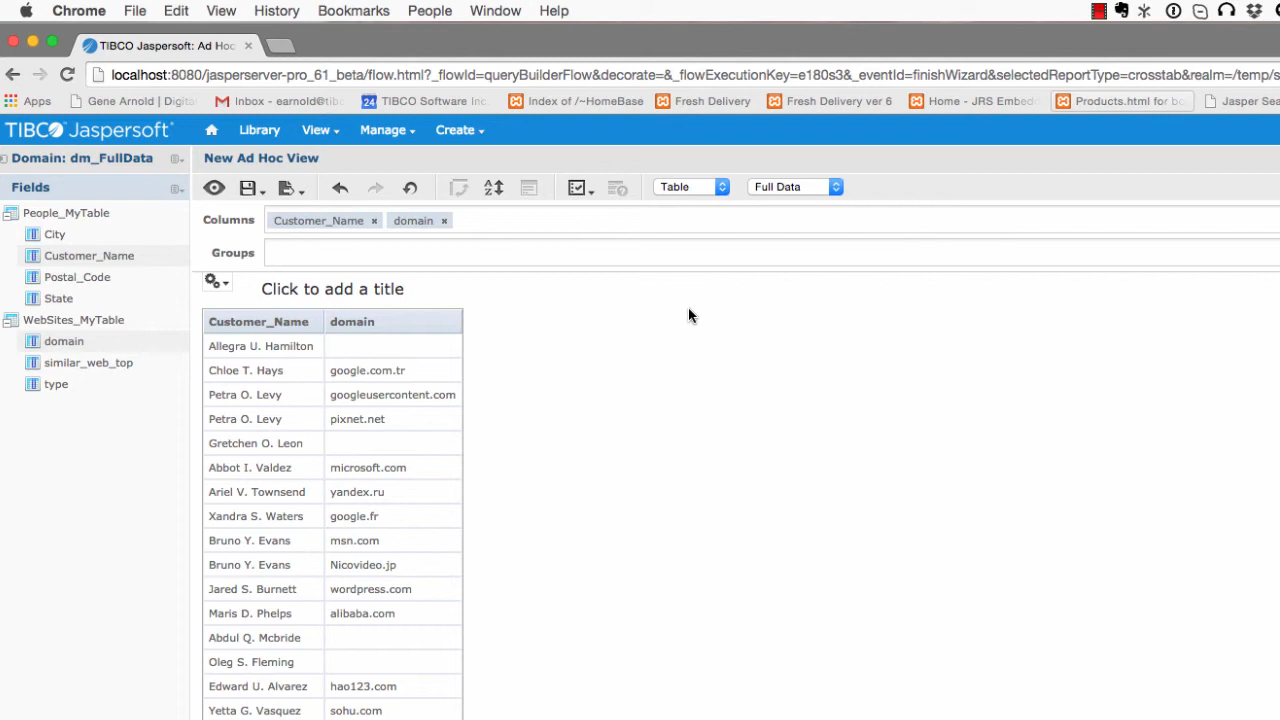 Chrome File Edit View History Bookmarks People Window Help
TIBCO Jaspersoft: Ad Hoc
localhost:8080/jasperserver-pro_61_beta/flow.html?_flowId=queryBuilderFlow&decorate=&_flowExecutionKey=e180s3&_eventId=finishWizard&selectedReportType=crosstab&realm=/temp/s
Apps Gene Arnold | Digita Inbox - earnold@tib 24 TIBCO Software Inc. Index of /~HomeBase Fresh Delivery Fresh Delivery ver 6 Home - JRS Embed Products.html for bo Jasper Sea
TIBCO Jaspersoft® Library View Manage Create
Domain: dm_FullData New Ad Hoc View
Fields Table Full Data
People_MyTable
City
Customer_Name
Postal_Code
State
WebSites_MyTable
domain
similar_web_top
type
Columns Customer_Name × domain ×
Groups
Click to add a title
Customer_Name domain
Allegra U. Hamilton
Chloe T. Hays google.com.tr
Petra O. Levy googleusercontent.com
Petra O. Levy pixnet.net
Gretchen O. Leon
Abbot I. Valdez microsoft.com
Ariel V. Townsend yandex.ru
Xandra S. Waters google.fr
Bruno Y. Evans msn.com
Bruno Y. Evans Nicovideo.jp
Jared S. Burnett wordpress.com
Maris D. Phelps alibaba.com
Abdul Q. Mcbride
Oleg S. Fleming
Edward U. Alvarez hao123.com
Yetta G. Vasquez sohu.com